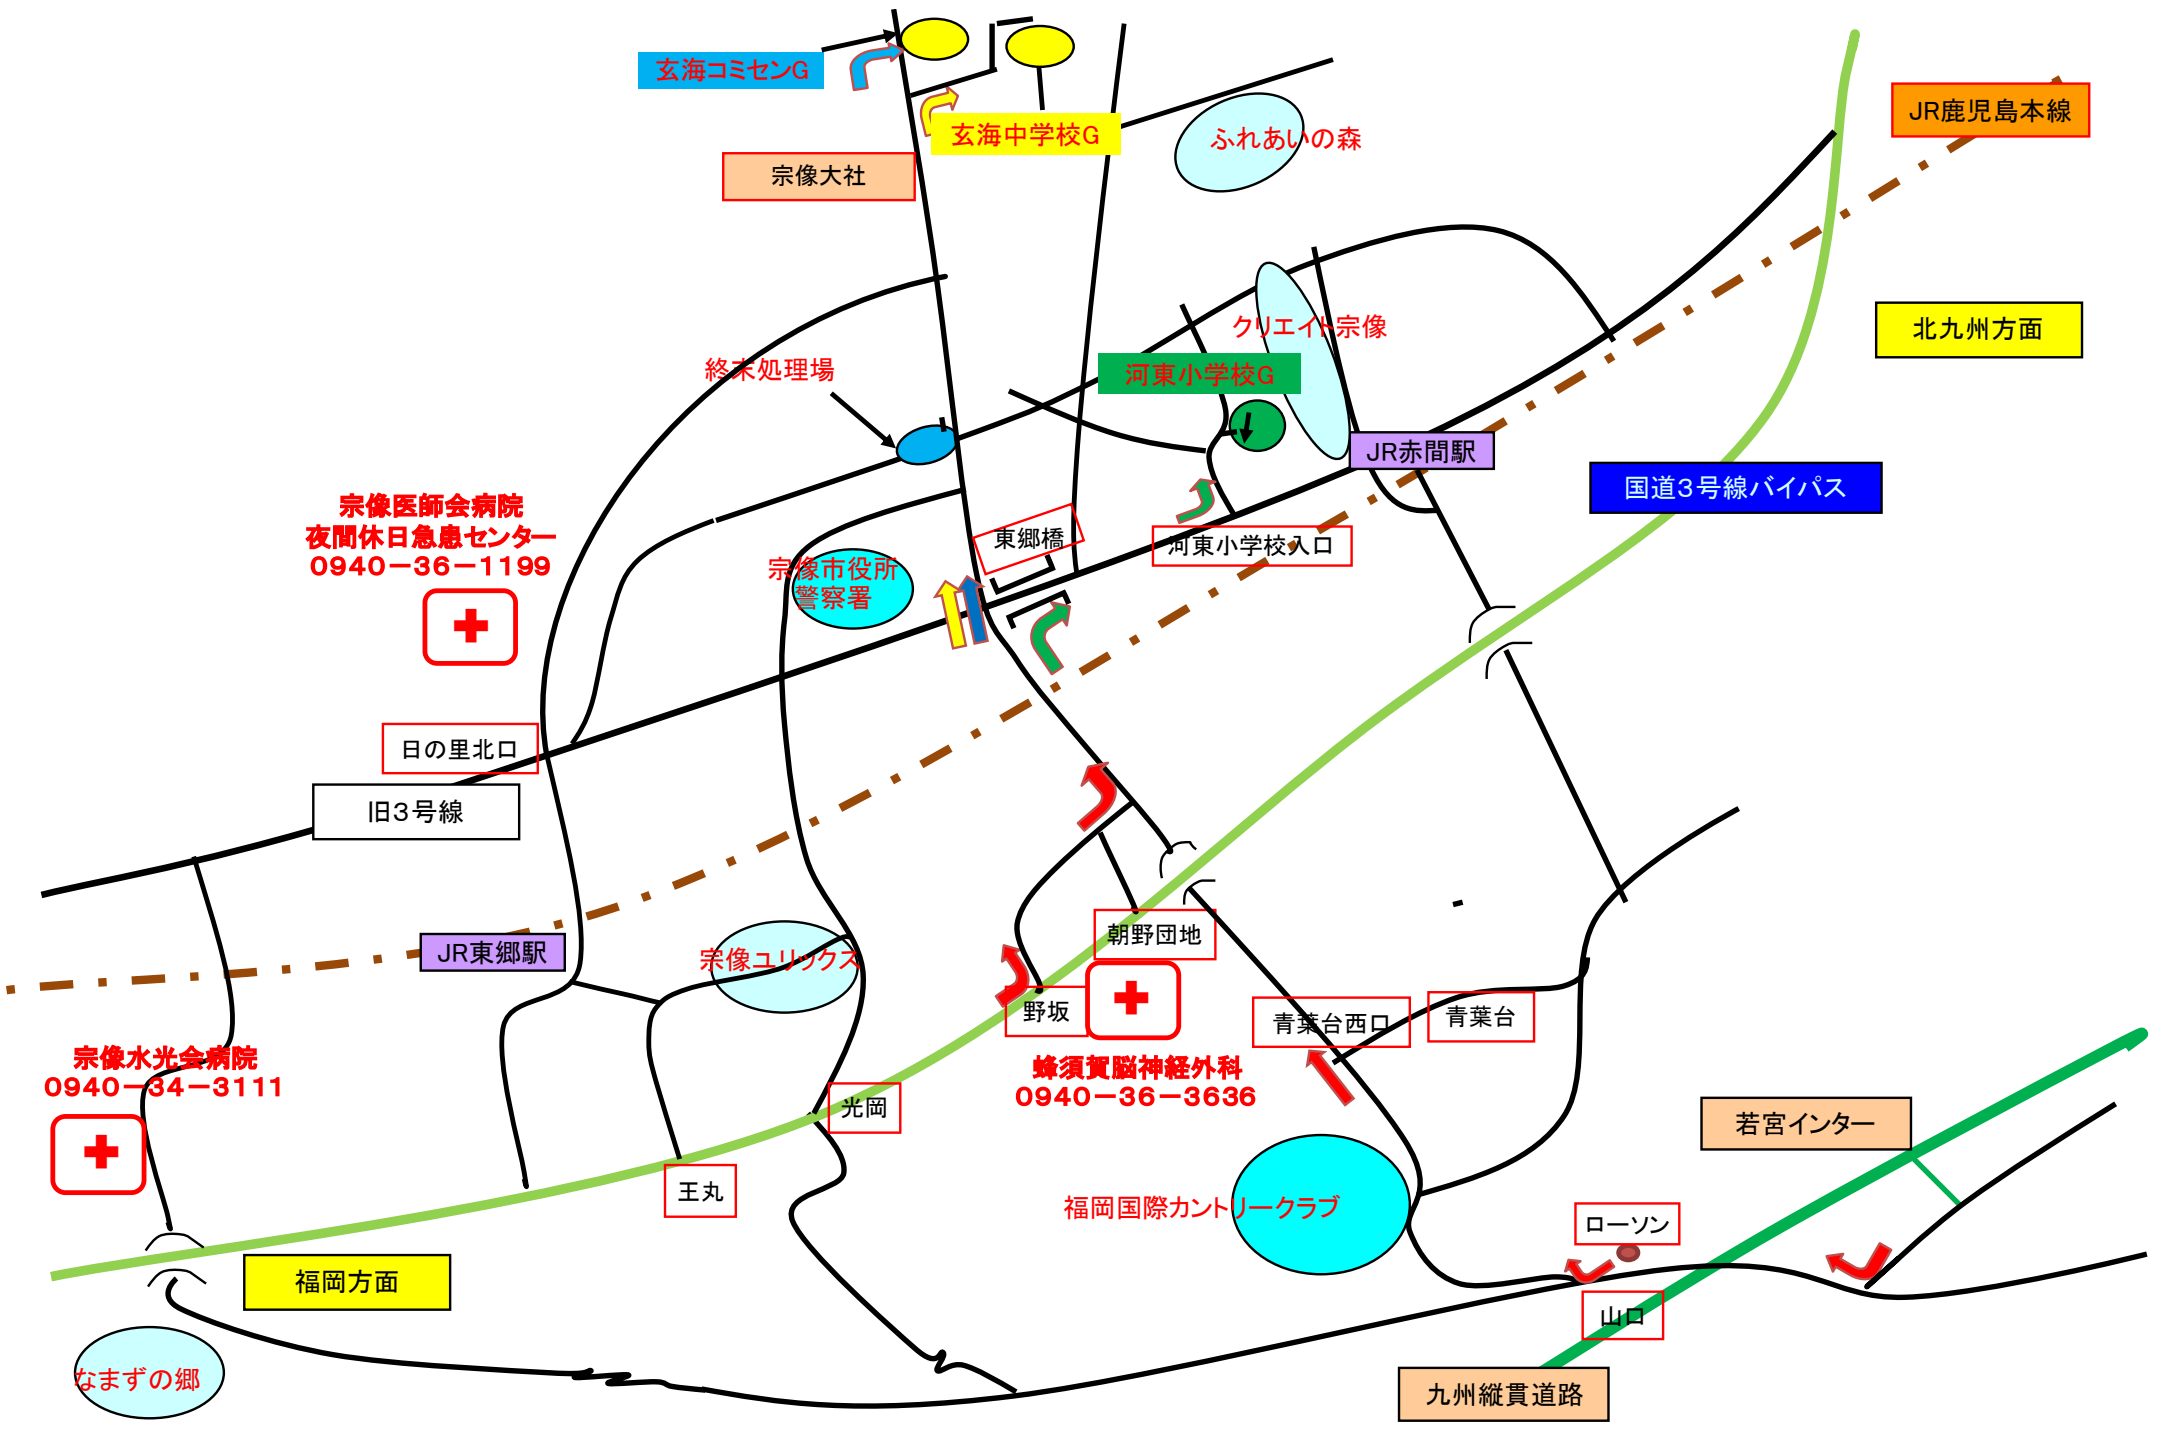 玄海コミセンG
玄海中学校G
JR鹿児島本線
ふれあいの森
宗像大社
北九州方面
クリエイト宗像
終末処理場
河東小学校G
JR赤間駅
国道3号線バイパス
宗像医師会病院
夜間休日急患センター
0940－36－1199
東郷橋
河東小学校入口
宗像市役所
警察署
日の里北口
旧3号線
JR東郷駅
宗像ユリックス
朝野団地
野坂
青葉台西口
青葉台
宗像水光会病院
0940－34－3111
蜂須賀脳神経外科
0940－36－3636
光岡
若宮インター
王丸
福岡国際カントリークラブ
ローソン
福岡方面
山口
なまずの郷
九州縦貫道路